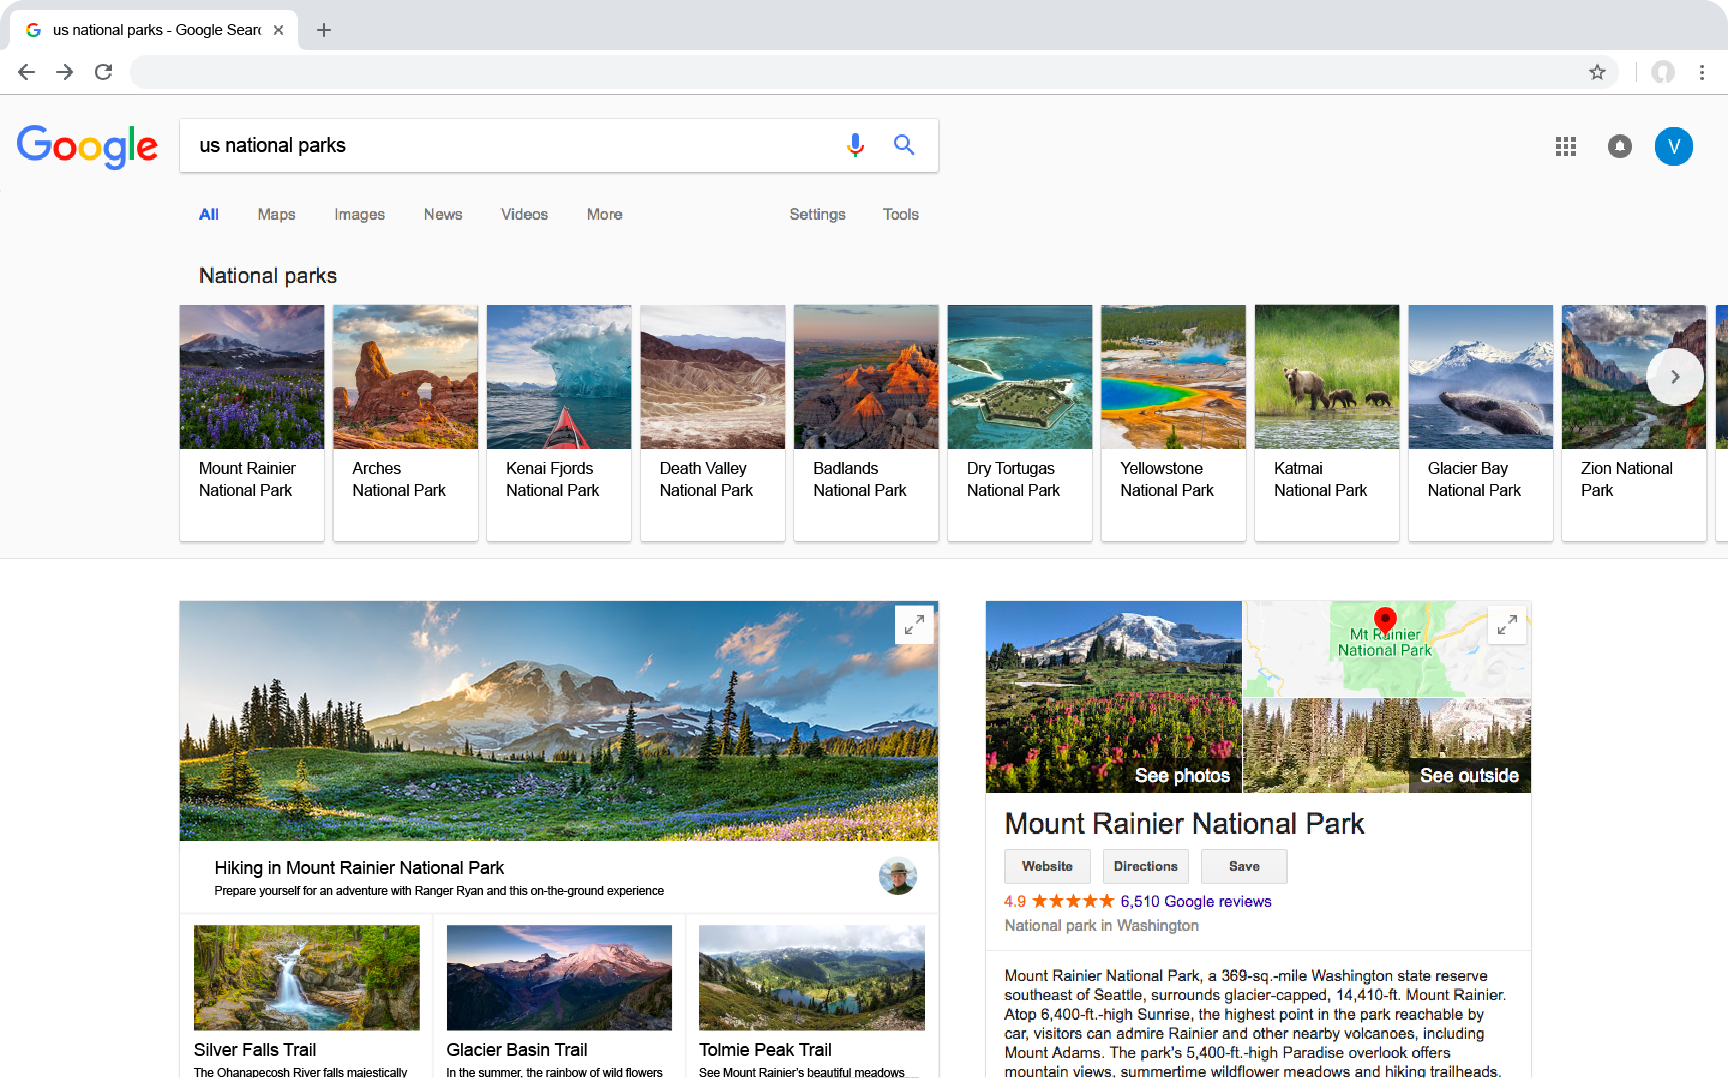 us national parks - Google Sear
Google
us national parks
V
All Maps Images News Videos More Settings Tools
National parks
Mount Rainier
National Park
Arches
National Park
Kenai Fjords
National Park
Death Valley
National Park
Badlands
National Park
Dry Tortugas
National Park
Yellowstone
National Park
Katmai
National Park
Glacier Bay
National Park
Zion National
Park
Hiking in Mount Rainier National Park
Prepare yourself for an adventure with Ranger Ryan and this on-the-ground experience
Silver Falls Trail
The Ohanapecosh River falls majestically
Glacier Basin Trail
In the summer, the rainbow of wild flowers
Tolmie Peak Trail
See Mount Rainier's beautiful meadows
Mt Rainier
National Park
See photos
See outside
Mount Rainier National Park
Website Directions Save
4.9 ★★★★★ 6,510 Google reviews
National park in Washington
Mount Rainier National Park, a 369-sq.-mile Washington state reserve
southeast of Seattle, surrounds glacier-capped, 14,410-ft. Mount Rainier.
Atop 6,400-ft.-high Sunrise, the highest point in the park reachable by
car, visitors can admire Rainier and other nearby volcanoes, including
Mount Adams. The park's 5,400-ft.-high Paradise overlook offers
mountain views, summertime wildflower meadows and hiking trailheads.